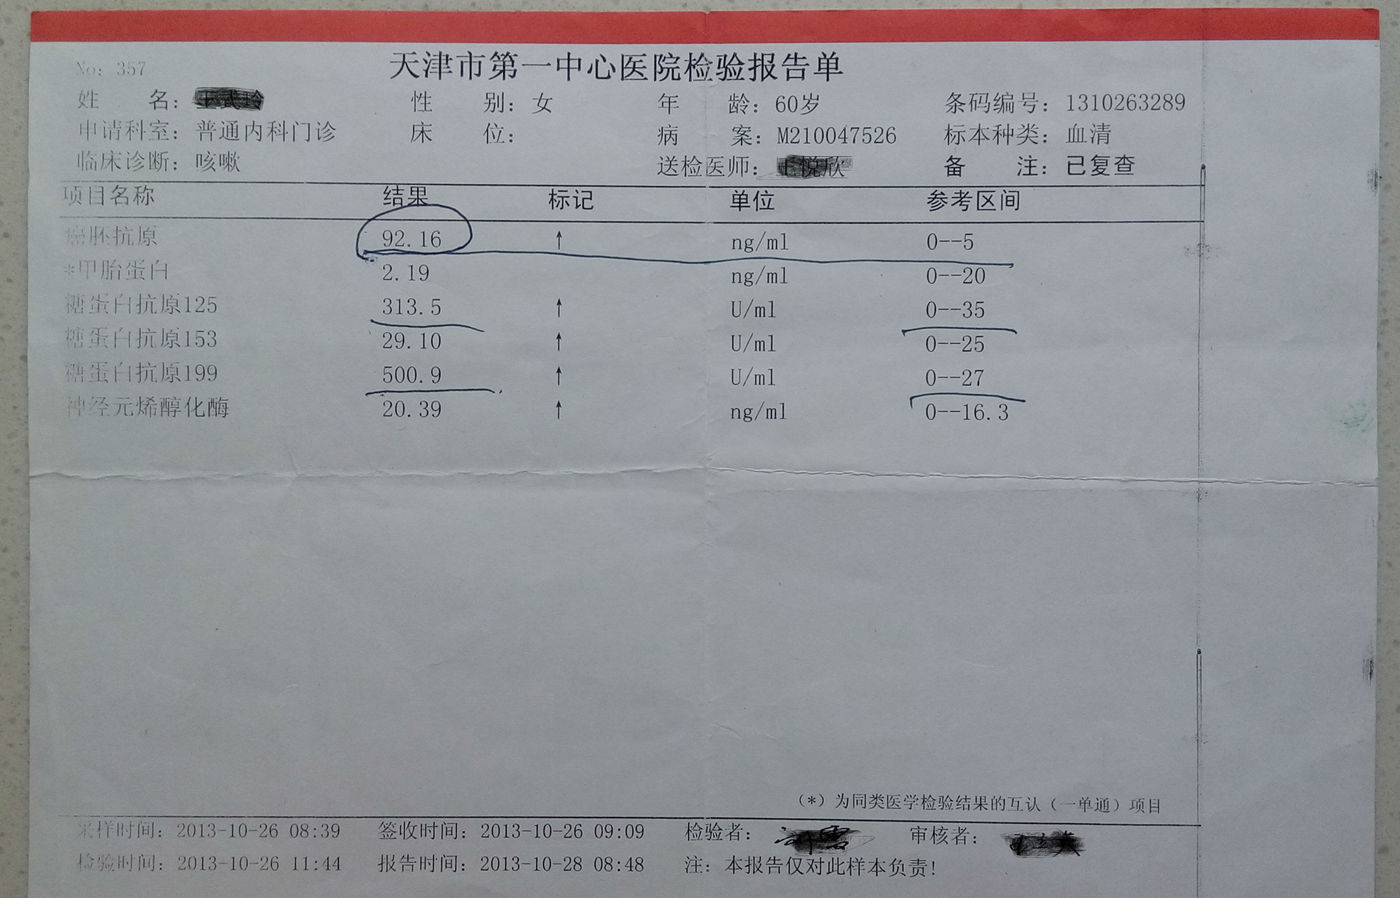 No: 357
天津市第一中心医院检验报告单
姓 名: 性 别: 女 年 龄: 60岁 条码编号: 1310263289
申请科室: 普通内科门诊 床 位: 病 案: M210047526 标本种类: 血清
临床诊断: 咳嗽 送检医师: 备 注: 已复查
项目名称 结果 标记 单位 参考区间
癌胚抗原 92.16 ↑ ng/ml 0--5
*甲胎蛋白 2.19 ng/ml 0--20
糖蛋白抗原125 313.5 ↑ U/ml 0--35
糖蛋白抗原153 29.10 ↑ U/ml 0--25
糖蛋白抗原199 500.9 ↑ U/ml 0--27
神经元烯醇化酶 20.39 ↑ ng/ml 0--16.3
(*)为同类医学检验结果的互认(一单通)项目
采样时间: 2013-10-26 08:39 签收时间: 2013-10-26 09:09 检验者: 审核者:
检验时间: 2013-10-26 11:44 报告时间: 2013-10-28 08:48 注: 本报告仅对此样本负责!